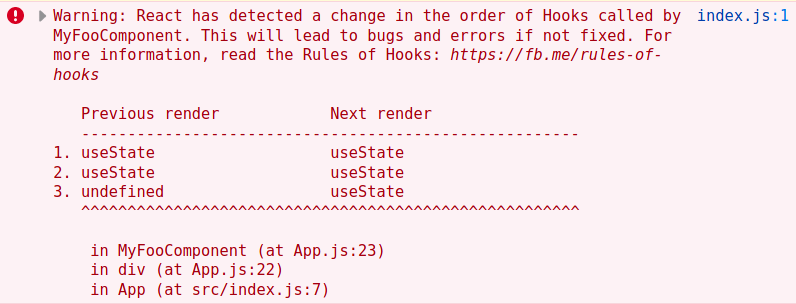 Warning: React has detected a change in the order of Hooks called by index.js:1
MyFooComponent. This will lead to bugs and errors if not fixed. For
more information, read the Rules of Hooks: https://fb.me/rules-of-
hooks
Previous render Next render
------------------------------------------------------
1. useState useState
2. useState useState
3. undefined useState
^^^^^^^^^^^^^^^^^^^^^^^^^^^^^^^^^^^^^^^^^^^^^^^^^^^^^^
in MyFooComponent (at App.js:23)
in div (at App.js:22)
in App (at src/index.js:7)